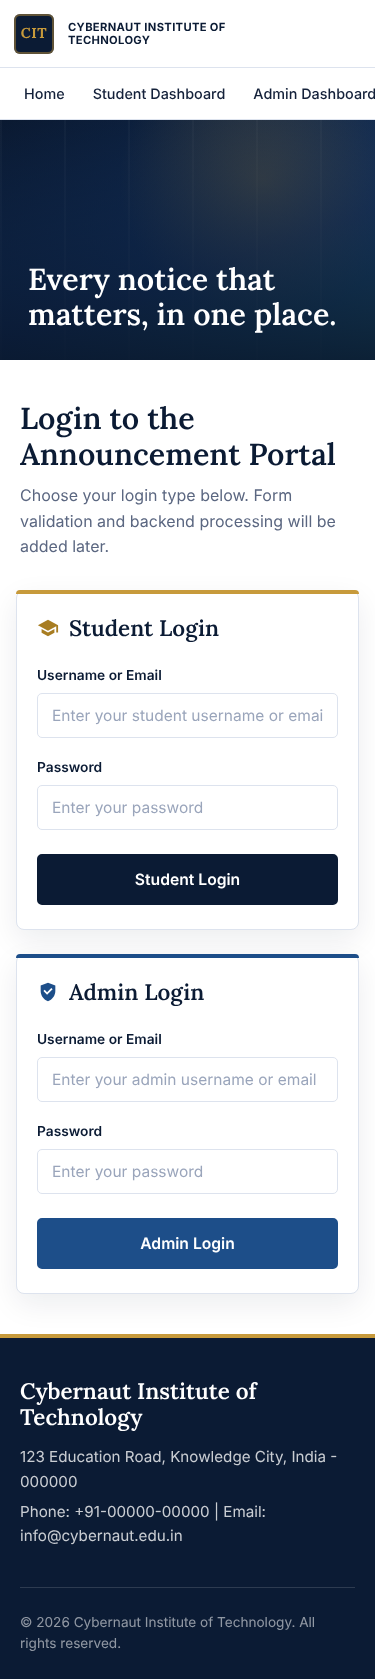 CIT
CYBERNAUT INSTITUTE OF
TECHNOLOGY
Home Student Dashboard Admin Dashboard
Every notice that
matters, in one place.
Login to the
Announcement Portal
Choose your login type below. Form
validation and backend processing will be
added later.
Student Login
Username or Email
Enter your student username or emai
Password
Enter your password
Student Login
Admin Login
Username or Email
Enter your admin username or email
Password
Enter your password
Admin Login
Cybernaut Institute of
Technology
123 Education Road, Knowledge City, India -
000000
Phone: +91-00000-00000 | Email:
info@cybernaut.edu.in
© 2026 Cybernaut Institute of Technology. All
rights reserved.